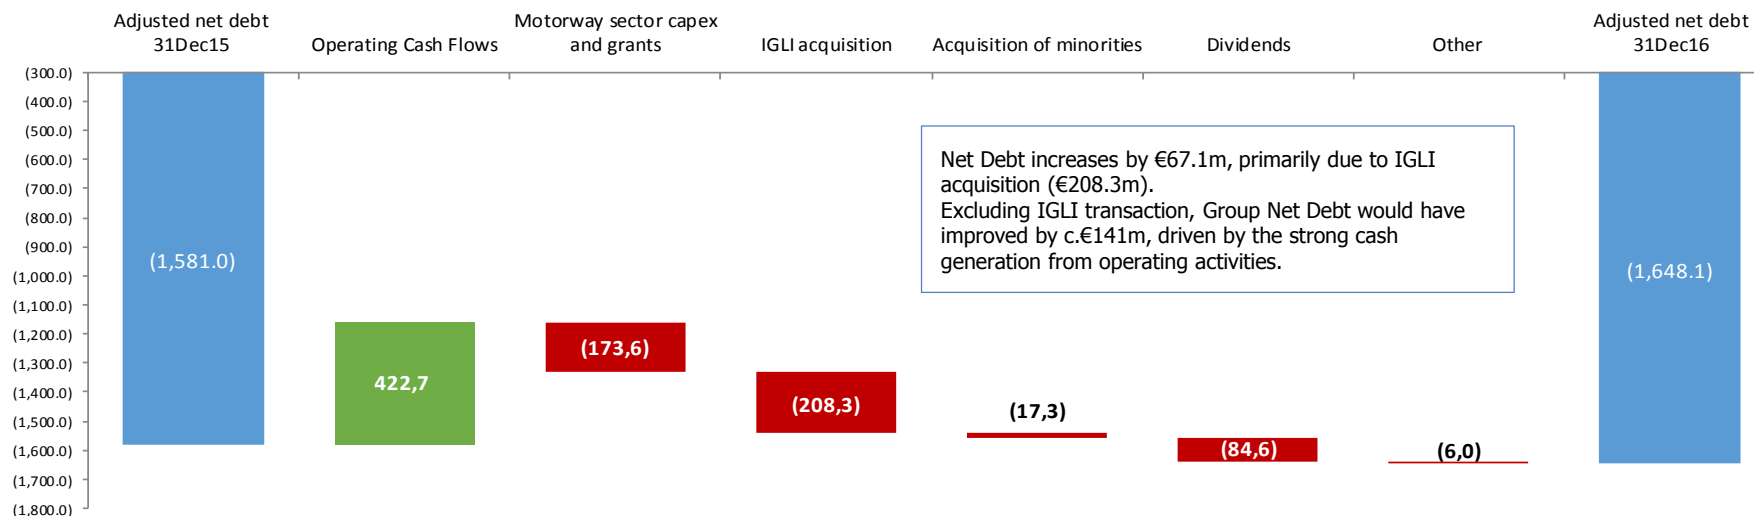 Adjusted net debt
31Dec15
Operating Cash Flows
Motorway sector capex
and grants
IGLI acquisition
Acquisition of minorities
Dividends
Other
Adjusted net debt
31Dec16
(300.0)
(400.0)
(500.0)
(600.0)
(700.0)
(800.0)
(900.0)
(1,000.0)
(1,100.0)
(1,200.0)
(1,300.0)
(1,400.0)
(1,500.0)
(1,600.0)
(1,700.0)
(1,800.0)
(1,581.0)
422,7
(173,6)
(208,3)
(17,3)
(84,6)
(6,0)
(1,648.1)
Net Debt increases by €67.1m, primarily due to IGLI
acquisition (€208.3m).
Excluding IGLI transaction, Group Net Debt would have
improved by c.€141m, driven by the strong cash
generation from operating activities.